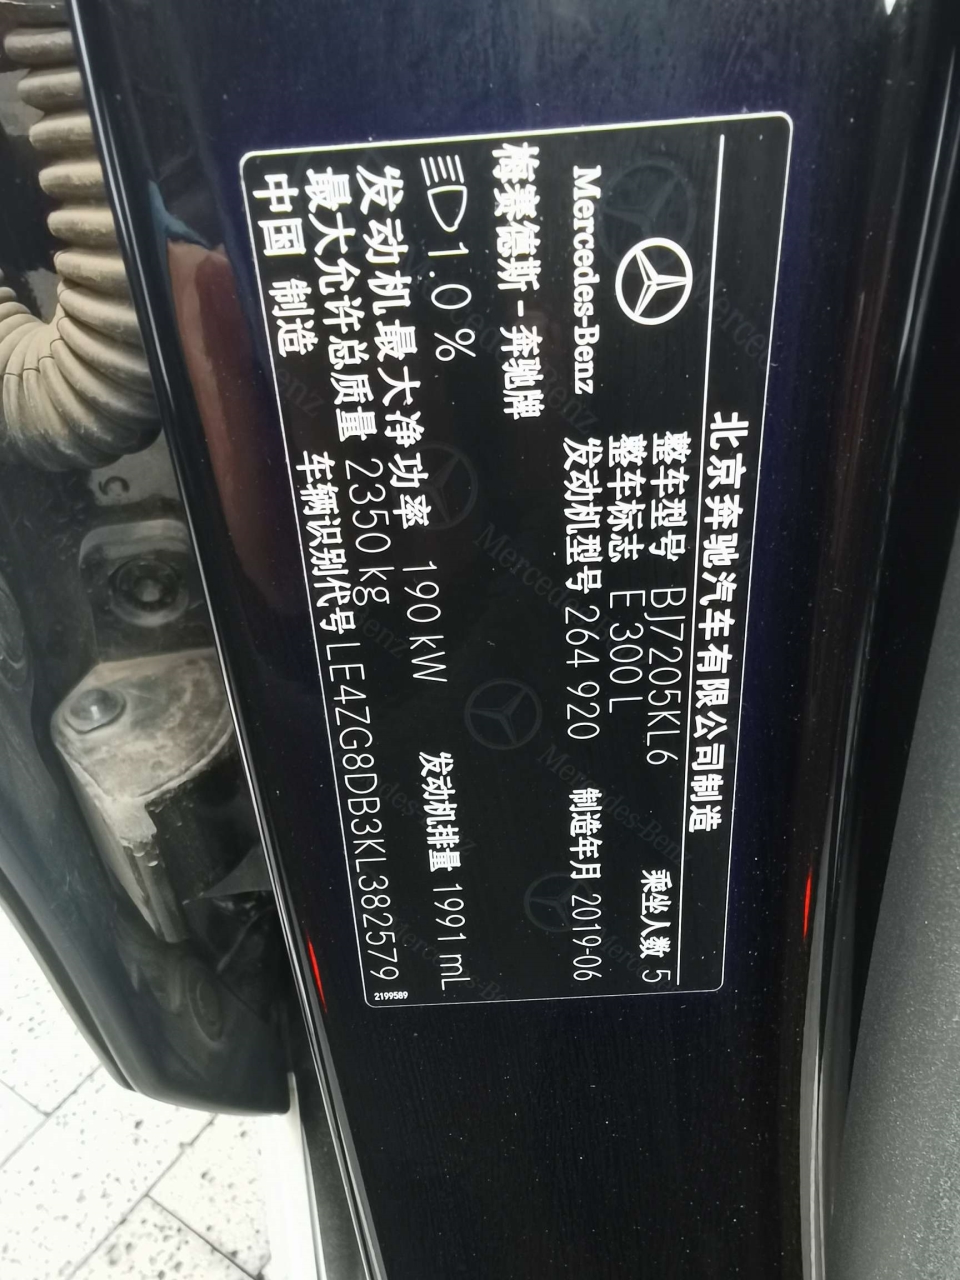 北京奔驰汽车有限公司制造
Mercedes-Benz
整车型号 BJ7205KL6 乘坐人数 5
整车标志 E 300 L
发动机型号 264 920 制造年月 2019-06
梅赛德斯-奔驰牌
1.0%
发动机最大净功率 190 kW 发动机排量 1991 mL
最大允许总质量 2350 kg
中国 制造 车辆识别代号 LE4ZG8DB3KL382579
2199589